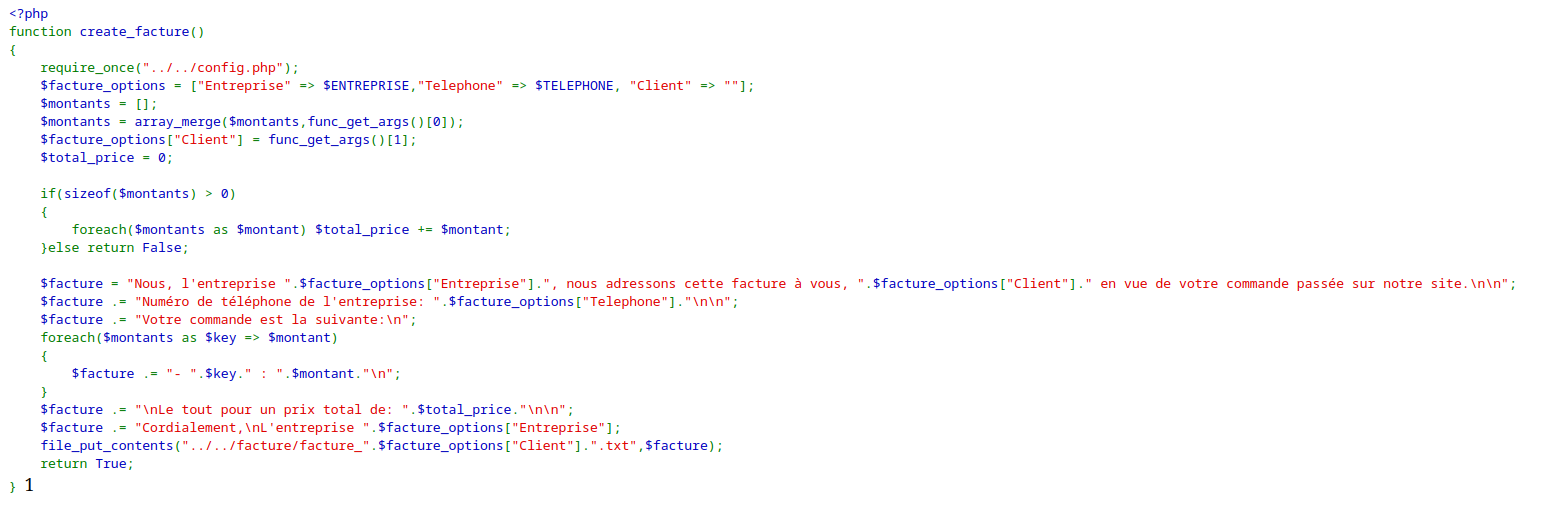 <?php
function create_facture()
{
    require_once("../../config.php");
    $facture_options = ["Entreprise" => $ENTREPRISE,"Telephone" => $TELEPHONE, "Client" => ""];
    $montants = [];
    $montants = array_merge($montants,func_get_args()[0]);
    $facture_options["Client"] = func_get_args()[1];
    $total_price = 0;

    if(sizeof($montants) > 0)
    {
        foreach($montants as $montant) $total_price += $montant;
    }else return False;

    $facture = "Nous, l'entreprise ".$facture_options["Entreprise"].", nous adressons cette facture à vous, ".$facture_options["Client"]." en vue de votre commande passée sur notre site.\n\n";
    $facture .= "Numéro de téléphone de l'entreprise: ".$facture_options["Telephone"]."\n\n";
    $facture .= "Votre commande est la suivante:\n";
    foreach($montants as $key => $montant)
    {
        $facture .= "- ".$key." : ".$montant."\n";
    }
    $facture .= "\nLe tout pour un prix total de: ".$total_price."\n\n";
    $facture .= "Cordialement,\nL'entreprise ".$facture_options["Entreprise"];
    file_put_contents("../../facture/facture_".$facture_options["Client"].".txt",$facture);
    return True;
} 1